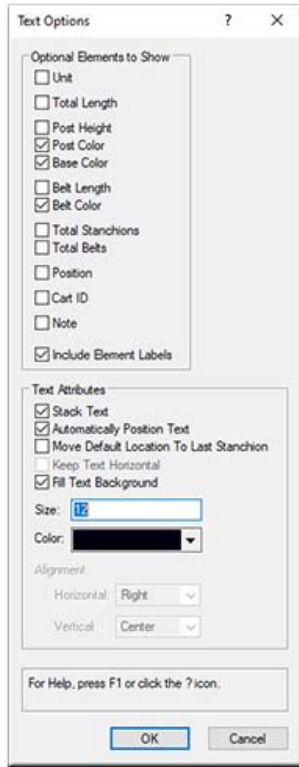 Text Options
?
Optional Elements to Show
Unit
Total Length
Post Height
Post Color
Base Color
Belt Length
Belt Color
Total Stanchions
Total Belts
Position
Cart ID
Note
Include Element Labels
Text Attributes
Stack Text
Automatically Position Text
Move Default Location To Last Stanchion
Keep Text Horizontal
Fill Text Background
Size: 12
Color:
Alignment
Horizontal: Right
Vertical: Center
For Help, press F1 or click the ? icon.
OK Cancel